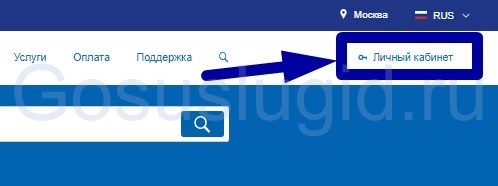 Москва RUS
Услуги Оплата Поддержка Личный кабинет
Gosuslugid.ru